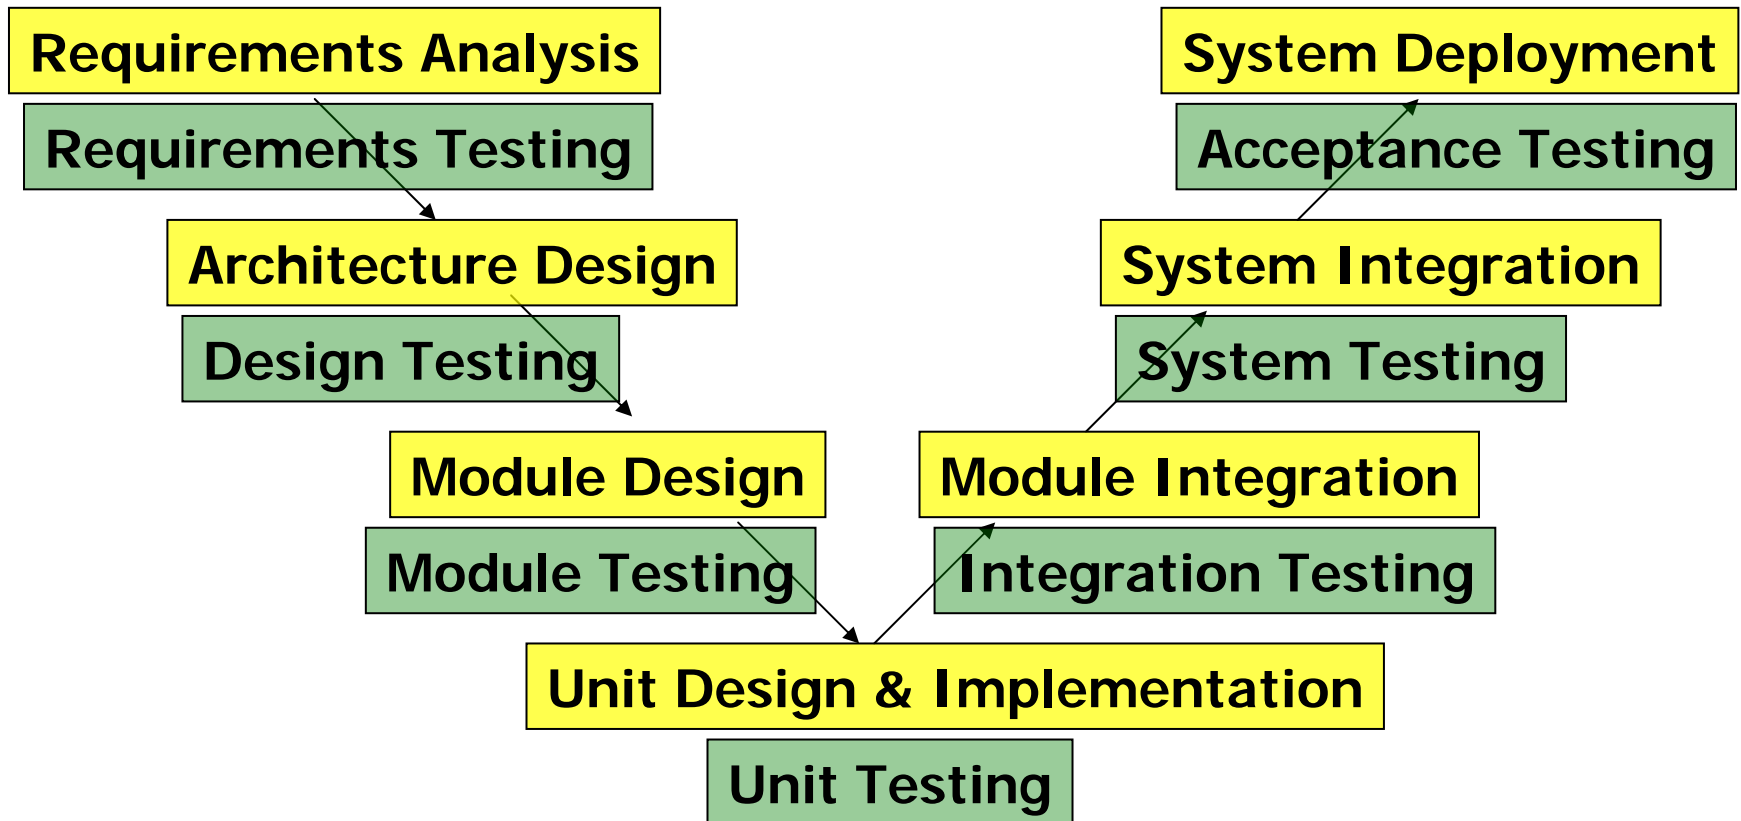 Requirements Analysis
System Deployment
Requirements Testing
Acceptance Testing
Architecture Design
System Integration
Design Testing
System Testing
Module Design
Module Integration
Module Testing
Integration Testing
Unit Design & Implementation
Unit Testing